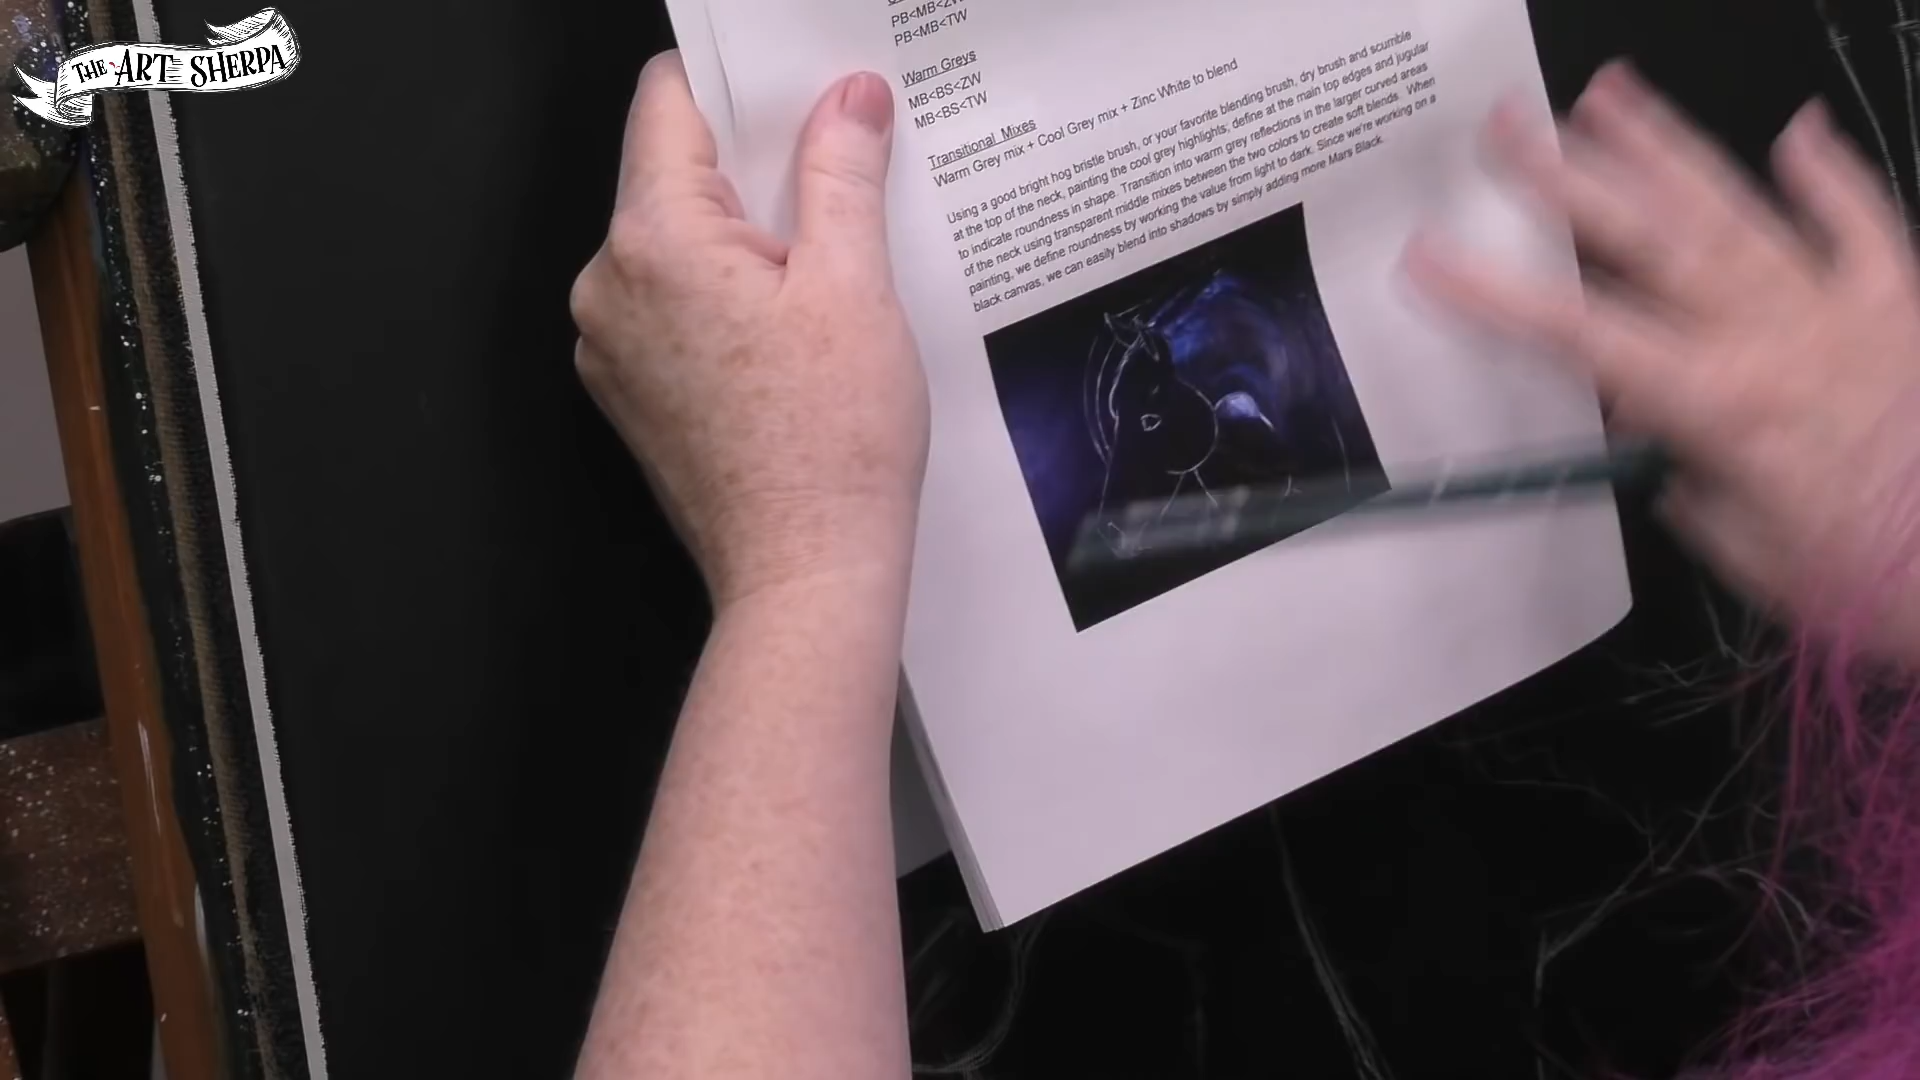 THE ART SHERPA
PB<MB<ZW
PB<MB<TW
Warm Greys
MB<BS<ZW
MB<BS<TW
Transitional Mixes
Warm Grey mix + Cool Grey mix + Zinc White to blend
Using a good bright hog bristle brush, or your favorite blending brush, dry brush and scumble
at the top of the neck, painting the cool grey highlights; define at the main top edges and jugular
to indicate roundness in shape. Transition into warm grey reflections in the larger curved areas
of the neck using transparent middle mixes between the two colors to create soft blends. When
painting, we define roundness by working the value from light to dark. Since we're working on a
black canvas, we can easily blend into shadows by simply adding more Mars Black.